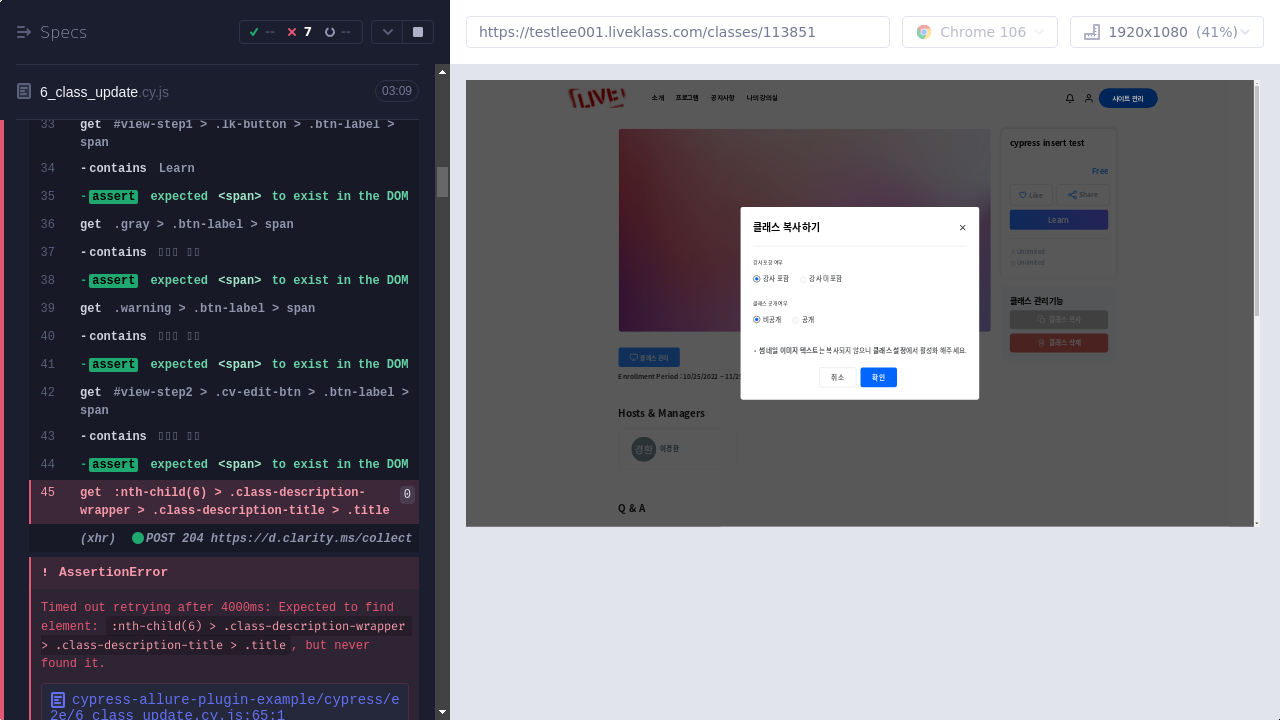 Specs
-- 7 --
https://testlee001.liveklass.com/classes/113851
Chrome 106
1920x1080 (41%)
6_class_update.cy.js
03:09
33 get #view-step1 > .lk-button > .btn-label >
span
34 -contains Learn
35 -assert expected <span> to exist in the DOM
36 get .gray > .btn-label > span
37 -contains
38 -assert expected <span> to exist in the DOM
39 get .warning > .btn-label > span
40 -contains
41 -assert expected <span> to exist in the DOM
42 get #view-step2 > .cv-edit-btn > .btn-label >
span
43 -contains
44 -assert expected <span> to exist in the DOM
45 get :nth-child(6) > .class-description- 0
wrapper > .class-description-title > .title
(xhr) POST 204 https://d.clarity.ms/collect
! AssertionError
Timed out retrying after 4000ms: Expected to find
element: :nth-child(6) > .class-description-wrapper
> .class-description-title > .title , but never
found it.
cypress-allure-plugin-example/cypress/e
2e/6_class_update.cy.js:65:1
LIVE!
소개 프로그램 공지사항 나의 강의실
사이트 관리
cypress insert test
Free
Like Share
Learn
Unlimited
Unlimited
클래스 관리 기능
클래스 복사
클래스 삭제
클래스 복사하기
강사 포함 여부
강사 포함 강사 미 포함
클래스 공개 여부
비공개 공개
• 썸네일 이미지 텍스트는 복사되지 않으니 클래스 설정에서 활성화 해주세요.
취소 확인
클래스 관리
Enrollment Period : 10/25/2022 ~ 11/2
Hosts & Managers
경환 이경환
Q & A